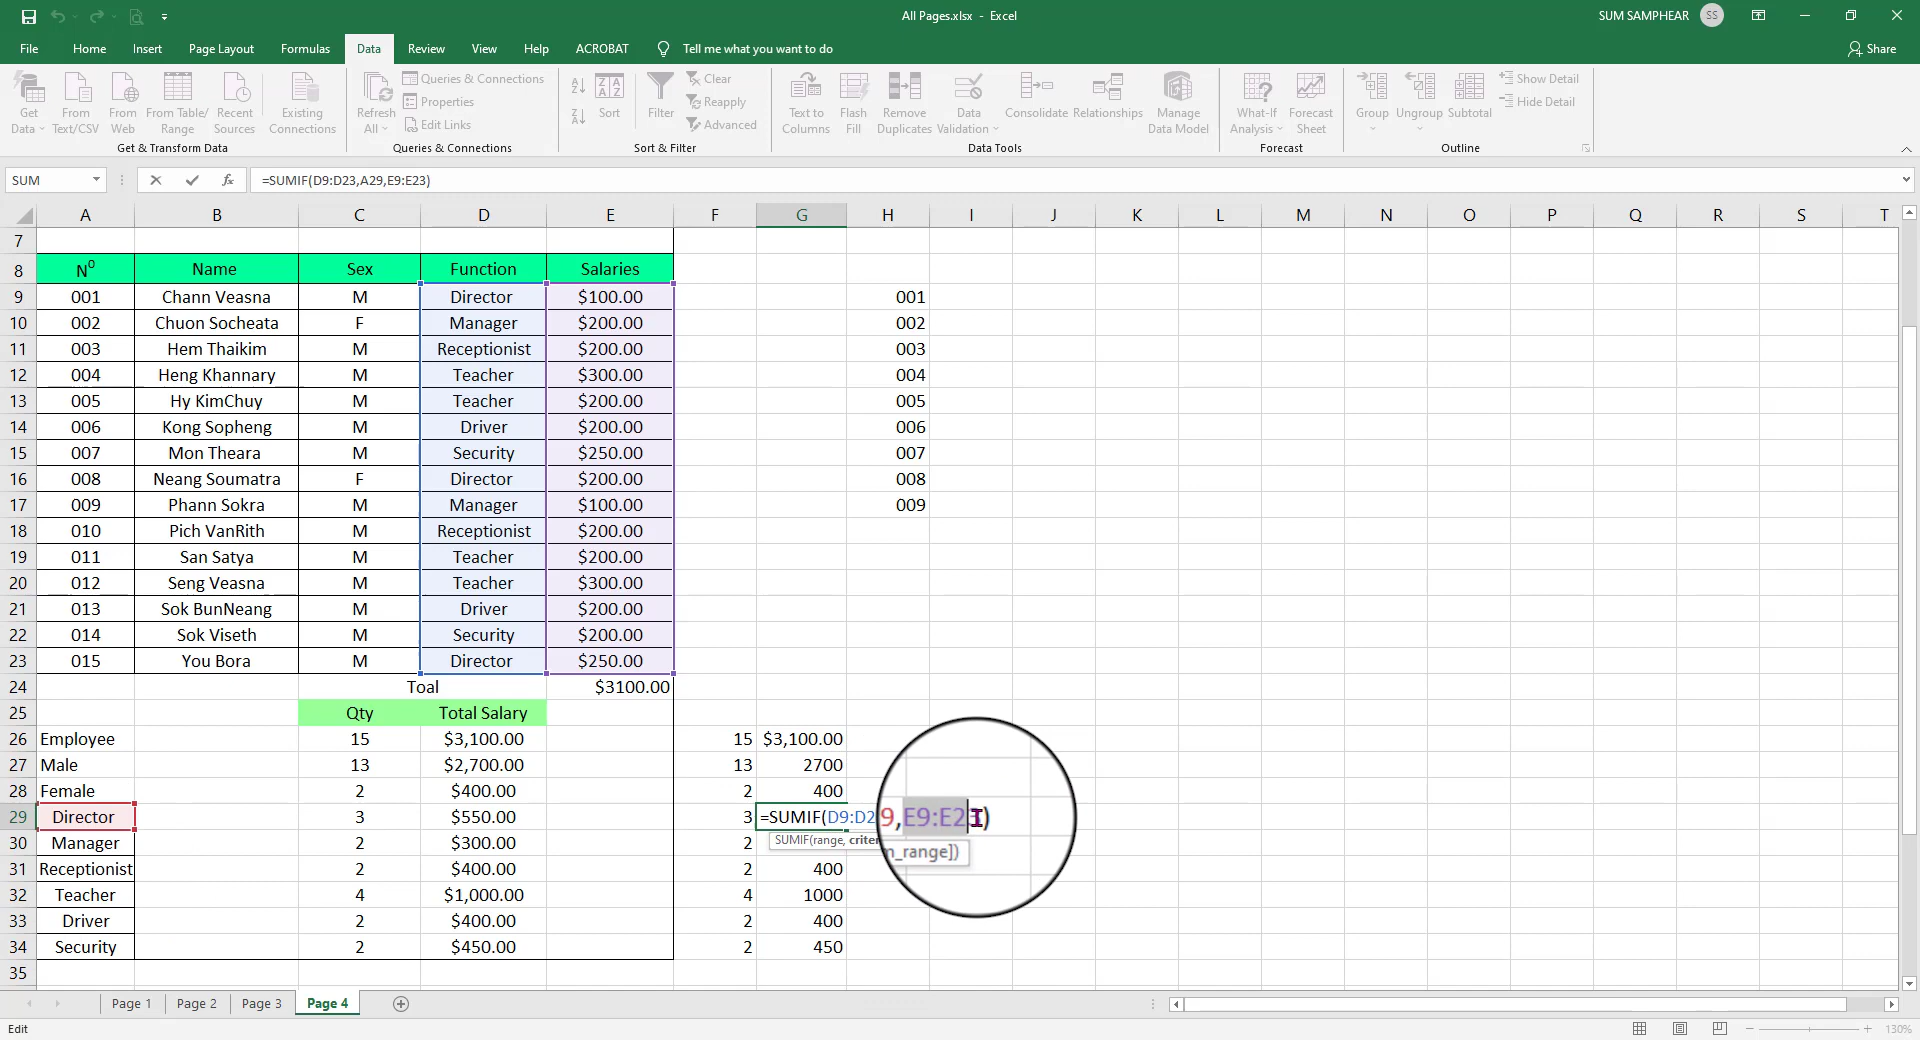 All Pages.xlsx - Excel
SUM SAMPHEAR SS
File Home Insert Page Layout Formulas Data Review View Help ACROBAT Tell me what you want to do Share
Get Data From Text/CSV From Web From Table/ Range Recent Sources Existing Connections
Get & Transform Data
Refresh All Queries & Connections Properties Edit Links
Queries & Connections
Sort Filter Clear Reapply Advanced
Sort & Filter
Text to Columns Flash Fill Remove Duplicates Data Validation Consolidate Relationships Manage Data Model
Data Tools
What-If Analysis Forecast Sheet
Forecast
Group Ungroup Subtotal Show Detail Hide Detail
Outline
SUM fx =SUMIF(D9:D23,A29,E9:E23)
A B C D E F G H I J K L M N O P Q R S T
7
8 N⁰ Name Sex Function Salaries
9 001 Chann Veasna M Director $100.00 001
10 002 Chuon Socheata F Manager $200.00 002
11 003 Hem Thaikim M Receptionist $200.00 003
12 004 Heng Khannary M Teacher $300.00 004
13 005 Hy KimChuy M Teacher $200.00 005
14 006 Kong Sopheng M Driver $200.00 006
15 007 Mon Theara M Security $250.00 007
16 008 Neang Soumatra F Director $200.00 008
17 009 Phann Sokra M Manager $100.00 009
18 010 Pich VanRith M Receptionist $200.00
19 011 San Satya M Teacher $200.00
20 012 Seng Veasna M Teacher $300.00
21 013 Sok BunNeang M Driver $200.00
22 014 Sok Viseth M Security $200.00
23 015 You Bora M Director $250.00
24 Toal $3100.00
25 Qty Total Salary
26 Employee 15 $3,100.00 15 $3,100.00
27 Male 13 $2,700.00 13 2700
28 Female 2 $400.00 2 400
29 Director 3 $550.00 3 =SUMIF(D9:D2 9,E9:E23)
SUMIF(range, criter n_range])
30 Manager 2 $300.00 2
31 Receptionist 2 $400.00 2 400
32 Teacher 4 $1,000.00 4 1000
33 Driver 2 $400.00 2 400
34 Security 2 $450.00 2 450
35
Page 1 Page 2 Page 3 Page 4
Edit 130%